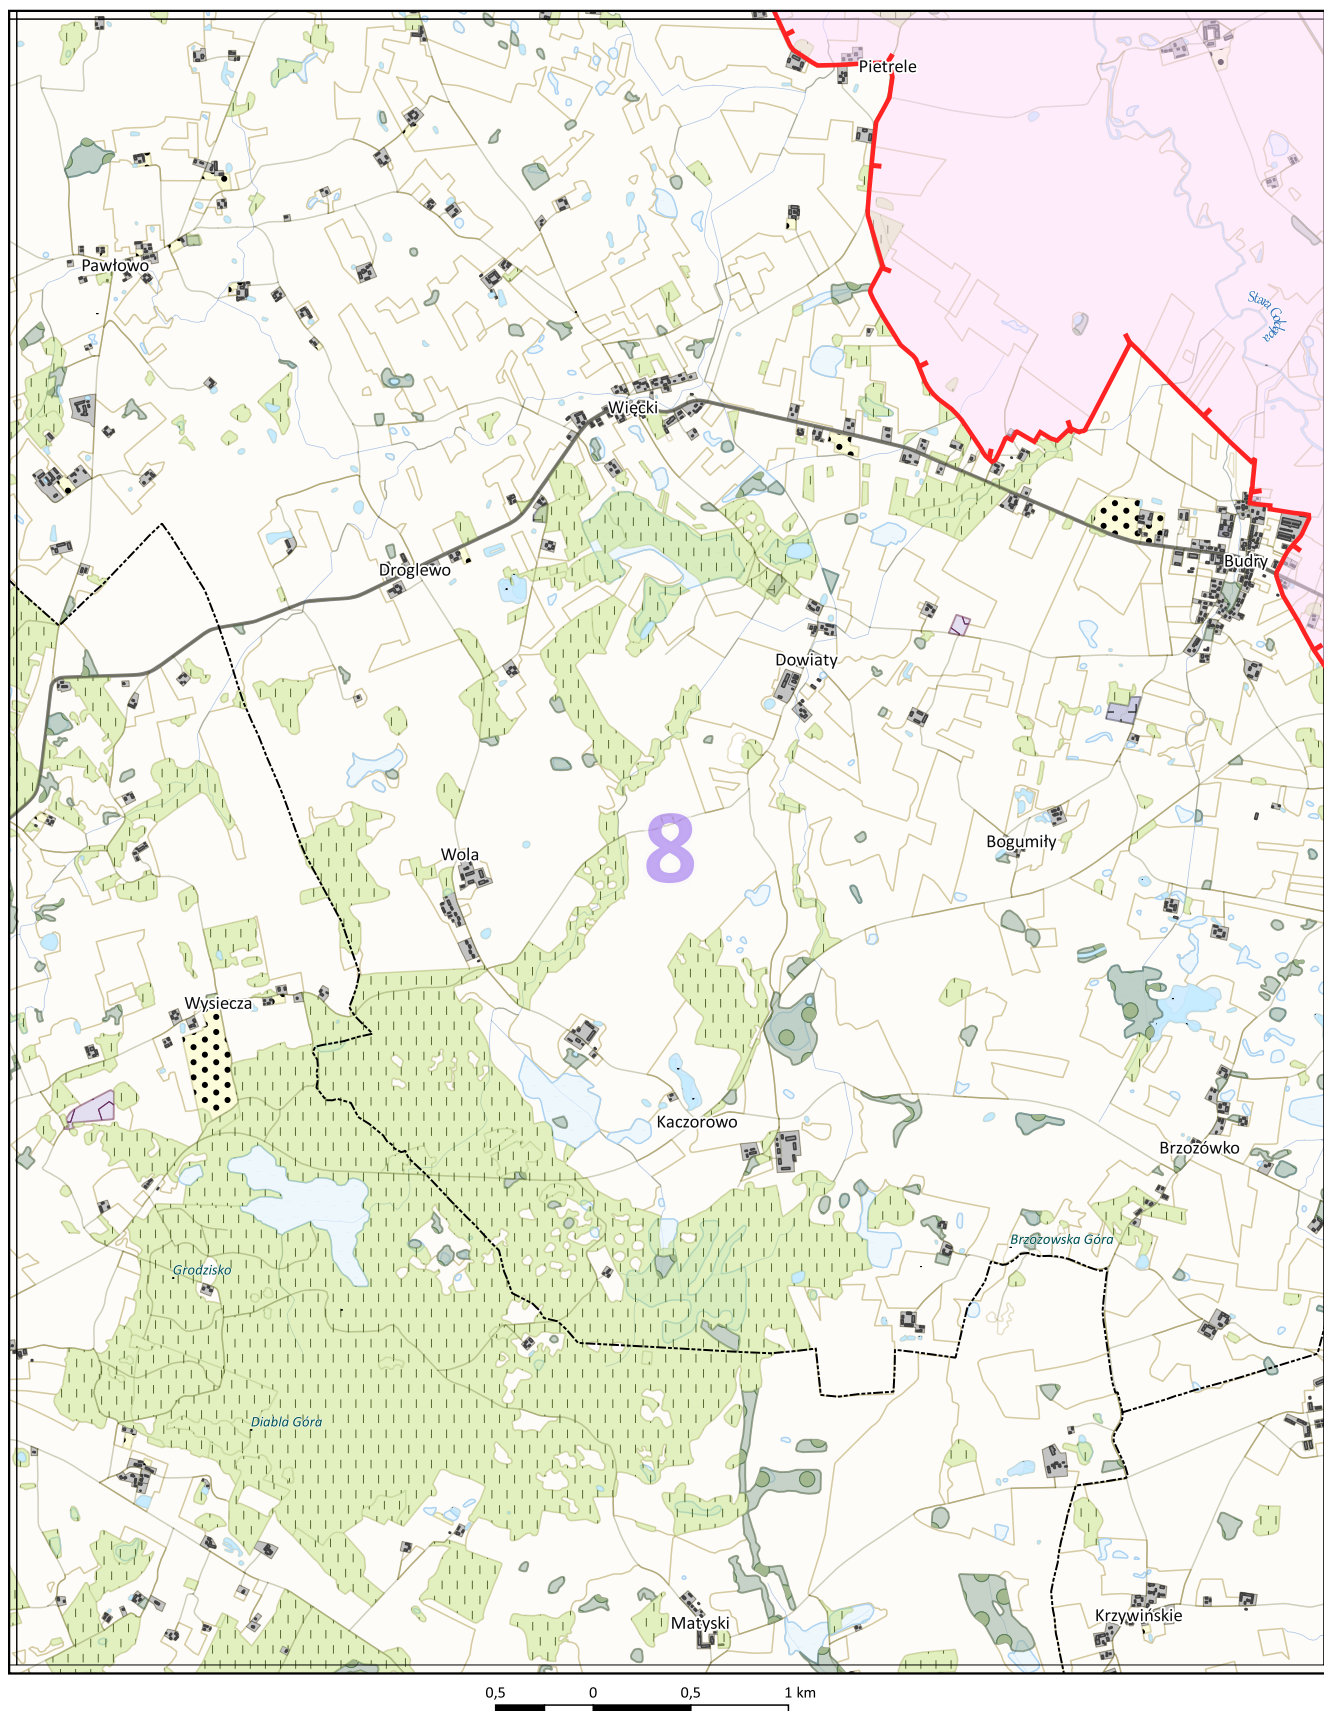 Pietrele
Pawłowo
Stara Gołdapa
Więcki
Budry
Droglewo
Dowiaty
8
Bogumiły
Wola
Wysiecza
Kaczorowo
Brzozówko
Brzozowska Góra
Grodzisko
Diabla Góra
Matyski
Krzywińskie
0,5 0 0,5 1 km